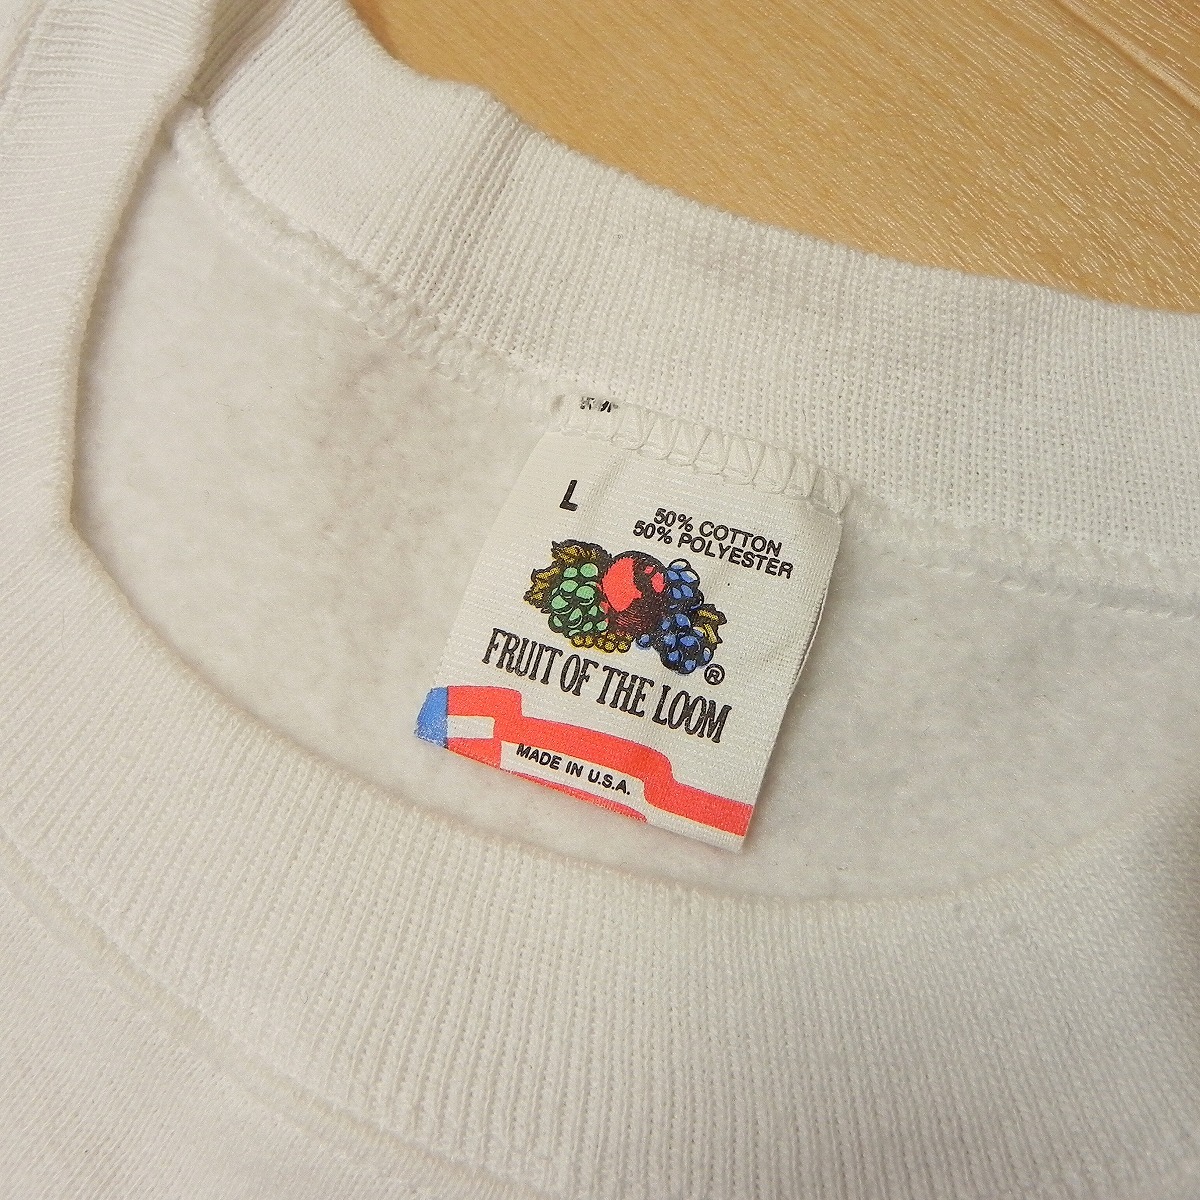 L
50% COTTON
50% POLYESTER
FRUIT OF THE LOOM®
MADE IN U.S.A.